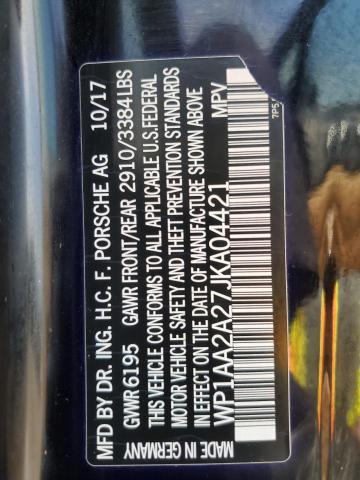 MFD BY DR. ING. H.C. F. PORSCHE AG 10/17
GWR 6195 GAWR FRONT/REAR 2910/3384 LBS
THIS VEHICLE CONFORMS TO ALL APPLICABLE U.S. FEDERAL
MOTOR VEHICLE SAFETY AND THEFT PREVENTION STANDARDS
IN EFFECT ON THE DATE OF MANUFACTURE SHOWN ABOVE
WP1AA2A27JKA04421 MPV
MADE IN GERMANY